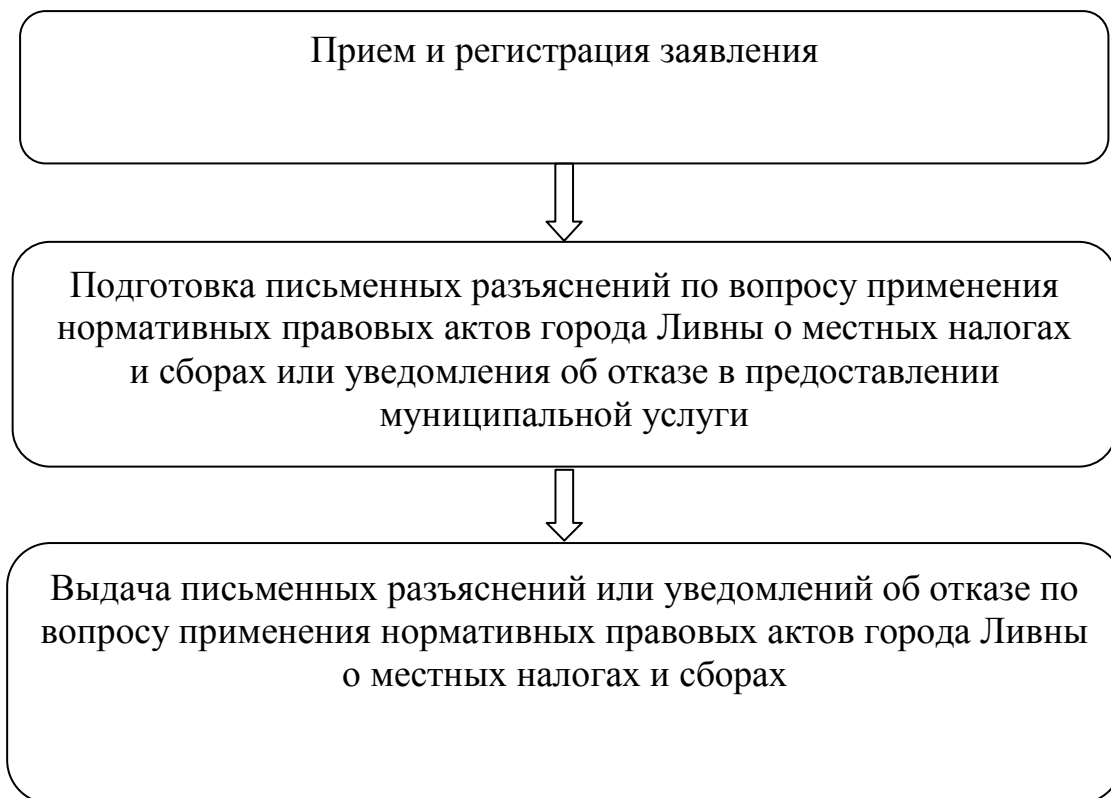 Прием и регистрация заявления
Подготовка письменных разъяснений по вопросу применения
нормативных правовых актов города Ливны о местных налогах
и сборах или уведомления об отказе в предоставлении
муниципальной услуги
Выдача письменных разъяснений или уведомлений об отказе по
вопросу применения нормативных правовых актов города Ливны
о местных налогах и сборах